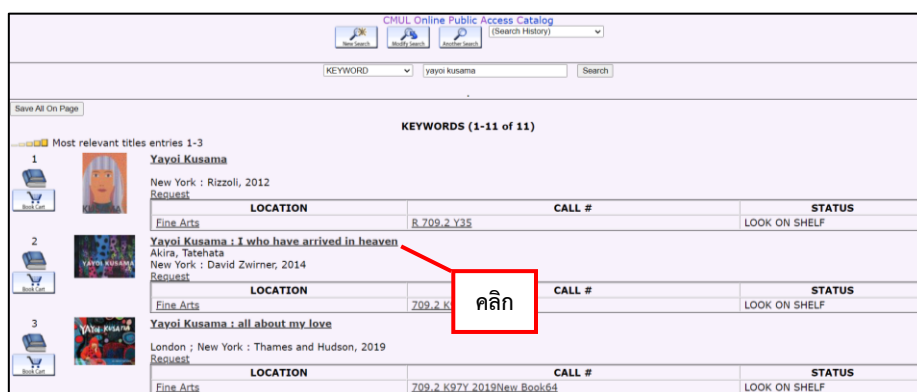 CMUL Online Public Access Catalog
New Search Modify Search Another Search (Search History)
KEYWORD yayoi kusama Search
Save All On Page
KEYWORDS (1-11 of 11)
Most relevant titles entries 1-3
1 Yayoi Kusama
New York : Rizzoli, 2012
Request
Book Cart
LOCATION CALL # STATUS
Fine Arts R 709.2 Y35 LOOK ON SHELF
2 Yayoi Kusama : I who have arrived in heaven
Akira, Tatehata
New York : David Zwirner, 2014
YAYOI KUSAMA
Request
Book Cart
LOCATION CALL # STATUS
Fine Arts 709.2 LOOK ON SHELF
คลิก
3 Yayoi Kusama : all about my love
YAYOI KUSAMA
London ; New York : Thames and Hudson, 2019
Request
Book Cart
LOCATION CALL # STATUS
Fine Arts 709.2 K97Y 2019New Book64 LOOK ON SHELF